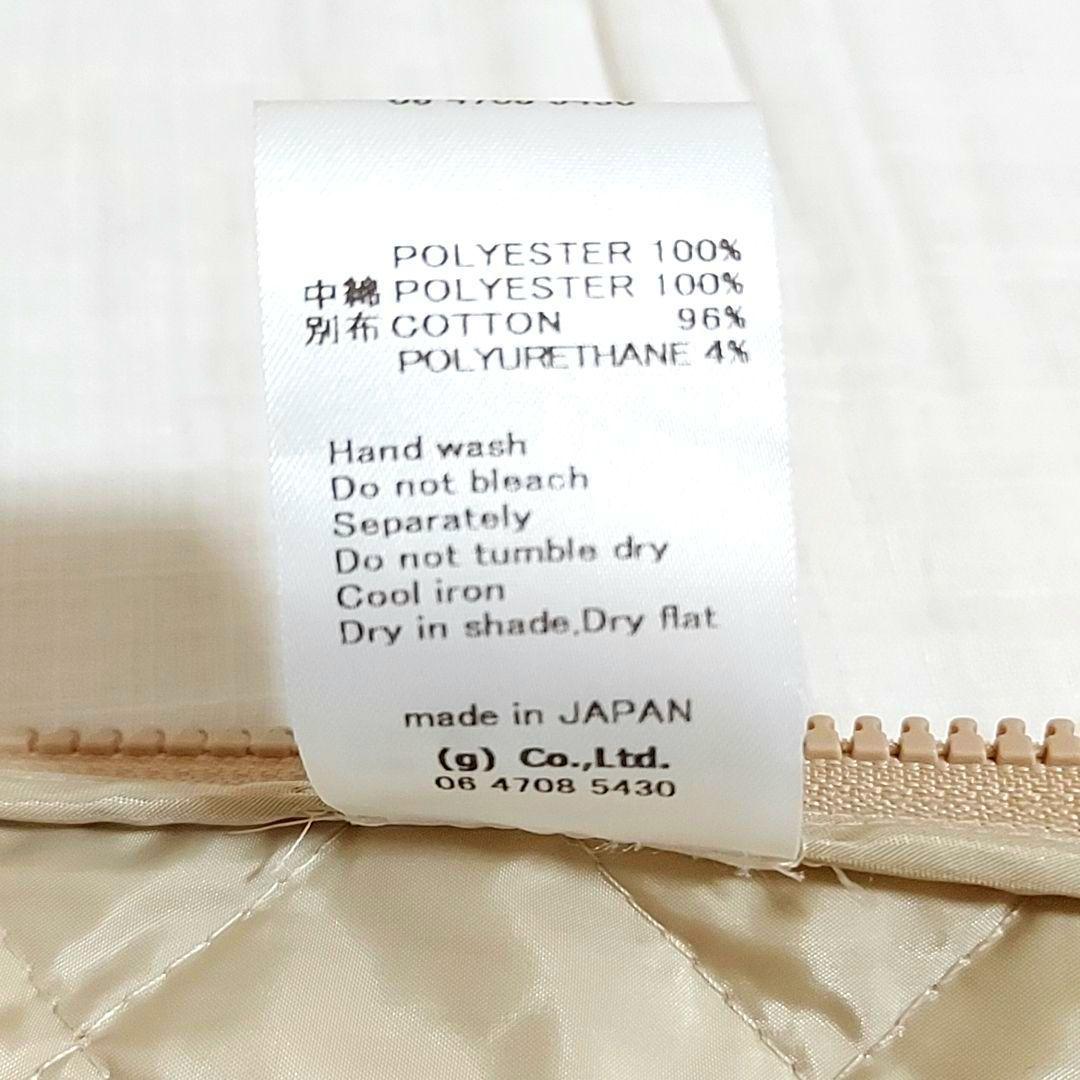 POLYESTER 100%
中綿 POLYESTER 100%
別布 COTTON 96%
POLYURETHANE 4%
Hand wash
Do not bleach
Separately
Do not tumble dry
Cool iron
Dry in shade.Dry flat
made in JAPAN
(g) Co.,Ltd.
06 4708 5430